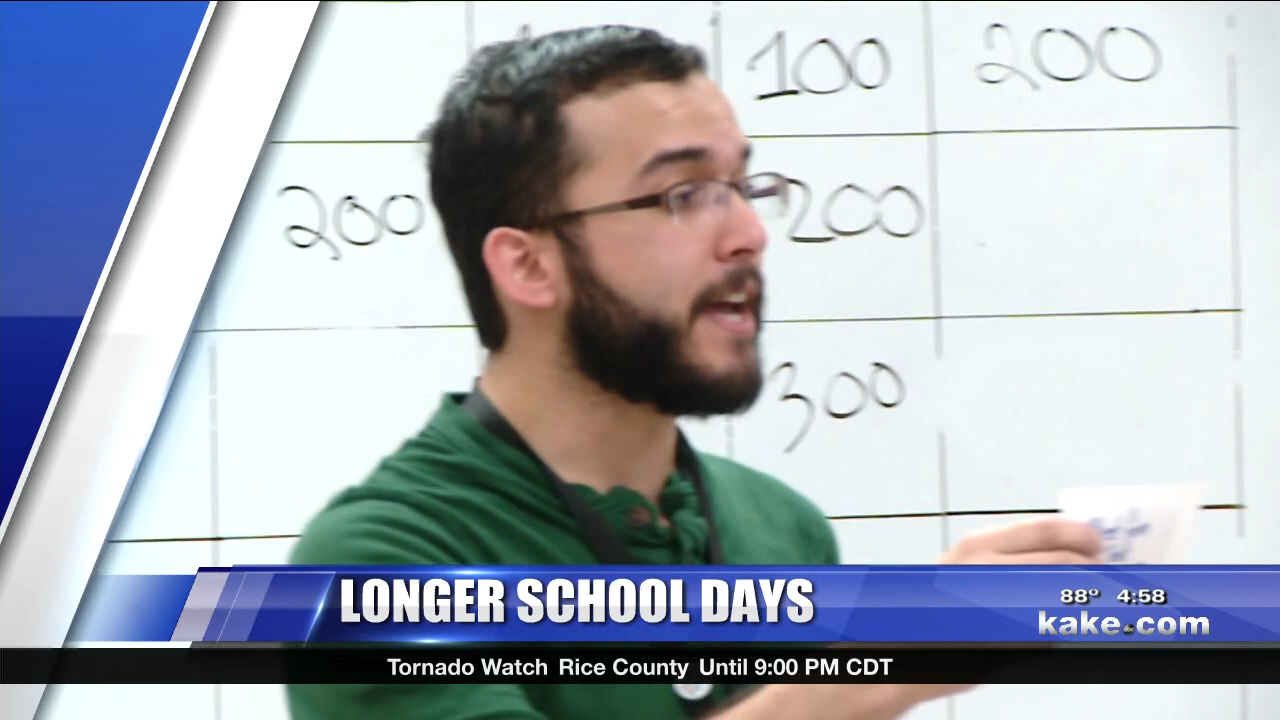 100 200
200 200
300
LONGER SCHOOL DAYS
88° 4:58
kake.com
Tornado Watch Rice County Until 9:00 PM CDT